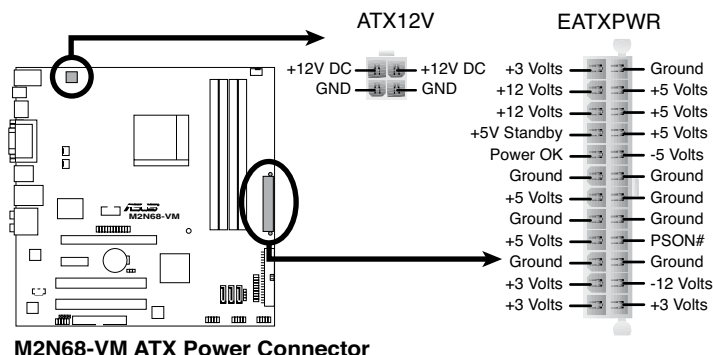 ATX12V
EATXPWR
+12V DC +12V DC
GND GND
+3 Volts Ground
+12 Volts +5 Volts
+12 Volts +5 Volts
+5V Standby +5 Volts
Power OK -5 Volts
Ground Ground
+5 Volts Ground
Ground Ground
+5 Volts PSON#
Ground Ground
+3 Volts -12 Volts
+3 Volts +3 Volts
ASUS
M2N68-VM
M2N68-VM ATX Power Connector